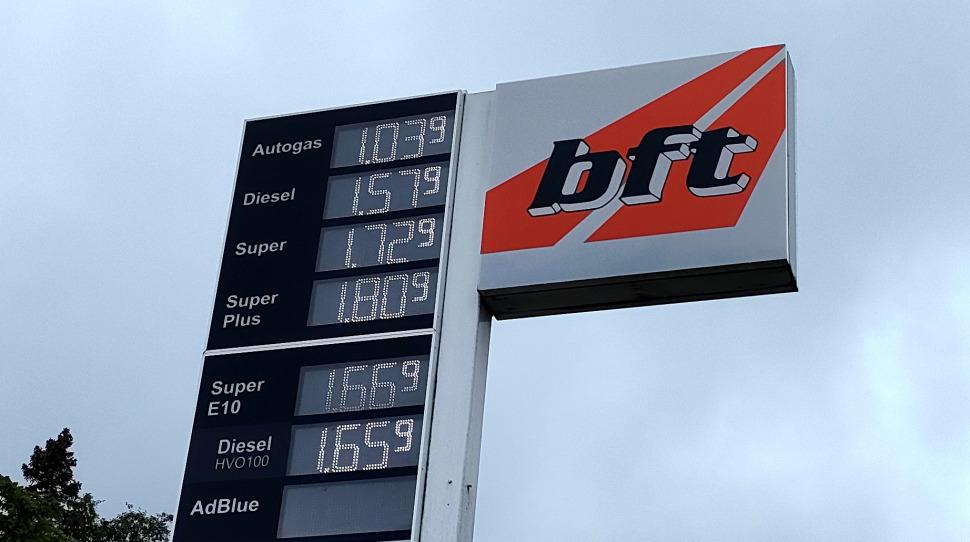 Autogas 1.03⁹
Diesel 1.57⁹
Super 1.72⁹
Super
Plus 1.80⁹
Super
E10 1.66⁹
Diesel
HVO100 1.65⁹
AdBlue
bft